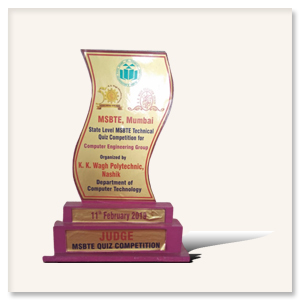 MSBTE, Mumbai
State Level MSBTE Technical
Quiz Competition for
Computer Engineering Group
Organized by
K. K. Wagh Polytechnic,
Nashik
Department of
Computer Technology
11th February 2019
JUDGE
MSBTE QUIZ COMPETITION